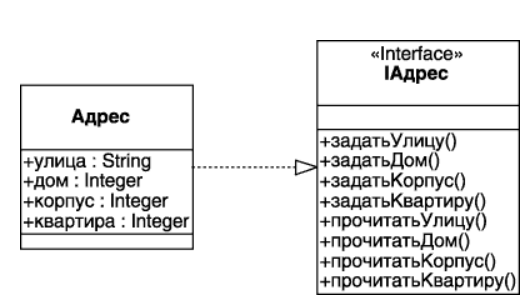 Адрес
+улица : String
+дом : Integer
+корпус : Integer
+квартира : Integer
«Interface»
IАдрес
+задатьУлицу()
+задатьДом()
+задатьКорпус()
+задатьКвартиру()
+прочитатьУлицу()
+прочитатьДом()
+прочитатьКорпус()
+прочитатьКвартиру()